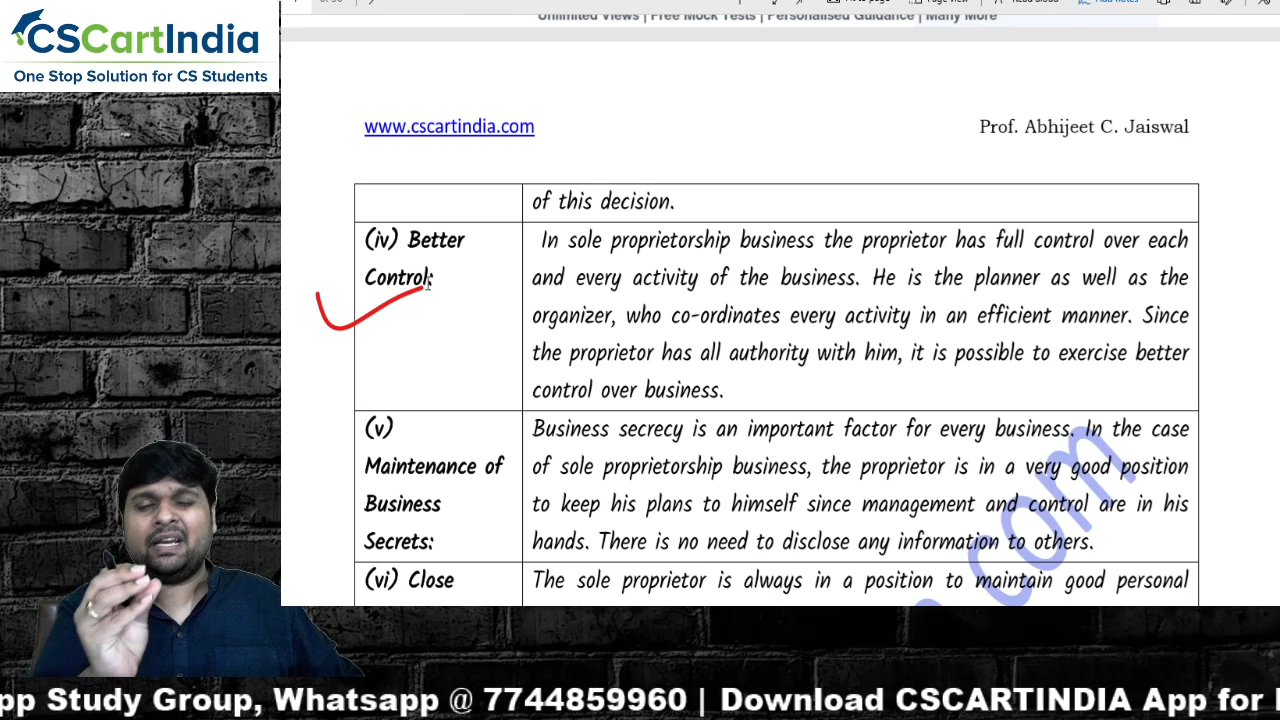 CSCartIndia
One Stop Solution for CS Students
Unlimited Views | Free Mock Tests | Personalised Guidance | Many More
www.cscartindia.com
Prof. Abhijeet C. Jaiswal
of this decision.
(iv) Better
Control:
In sole proprietorship business the proprietor has full control over each
and every activity of the business. He is the planner as well as the
organizer, who co-ordinates every activity in an efficient manner. Since
the proprietor has all authority with him, it is possible to exercise better
control over business.
(v)
Maintenance of
Business
Secrets:
Business secrecy is an important factor for every business. In the case
of sole proprietorship business, the proprietor is in a very good position
to keep his plans to himself since management and control are in his
hands. There is no need to disclose any information to others.
(vi) Close
The sole proprietor is always in a position to maintain good personal
.com
pp Study Group, Whatsapp @ 7744859960 | Download CSCARTINDIA App for